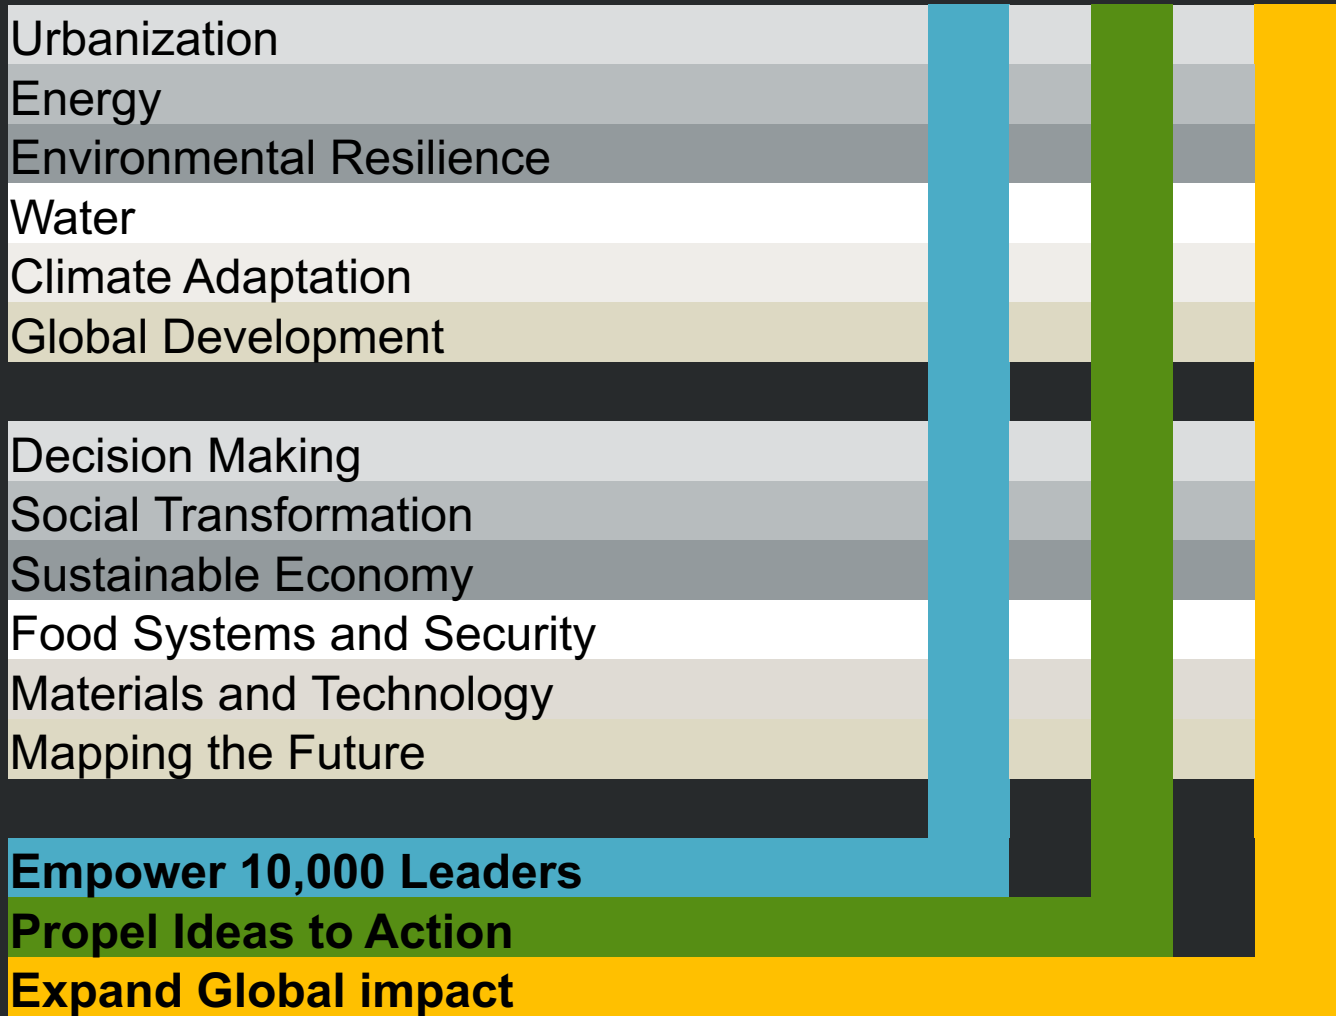 Urbanization
Energy
Environmental Resilience
Water
Climate Adaptation
Global Development
Decision Making
Social Transformation
Sustainable Economy
Food Systems and Security
Materials and Technology
Mapping the Future
Empower 10,000 Leaders
Propel Ideas to Action
Expand Global impact